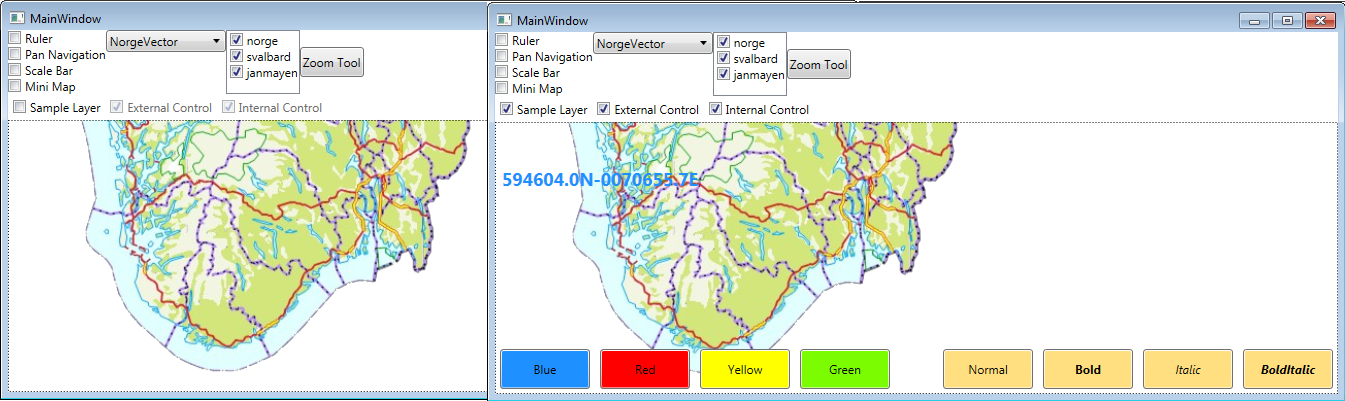 MainWindow
Ruler
Pan Navigation
Scale Bar
Mini Map
NorgeVector
norge
svalbard
janmayen
Zoom Tool
Sample Layer External Control Internal Control
MainWindow
Ruler
Pan Navigation
Scale Bar
Mini Map
NorgeVector
norge
svalbard
janmayen
Zoom Tool
Sample Layer External Control Internal Control
594604.0N-0070655.7E
Blue Red Yellow Green Normal Bold Italic BoldItalic